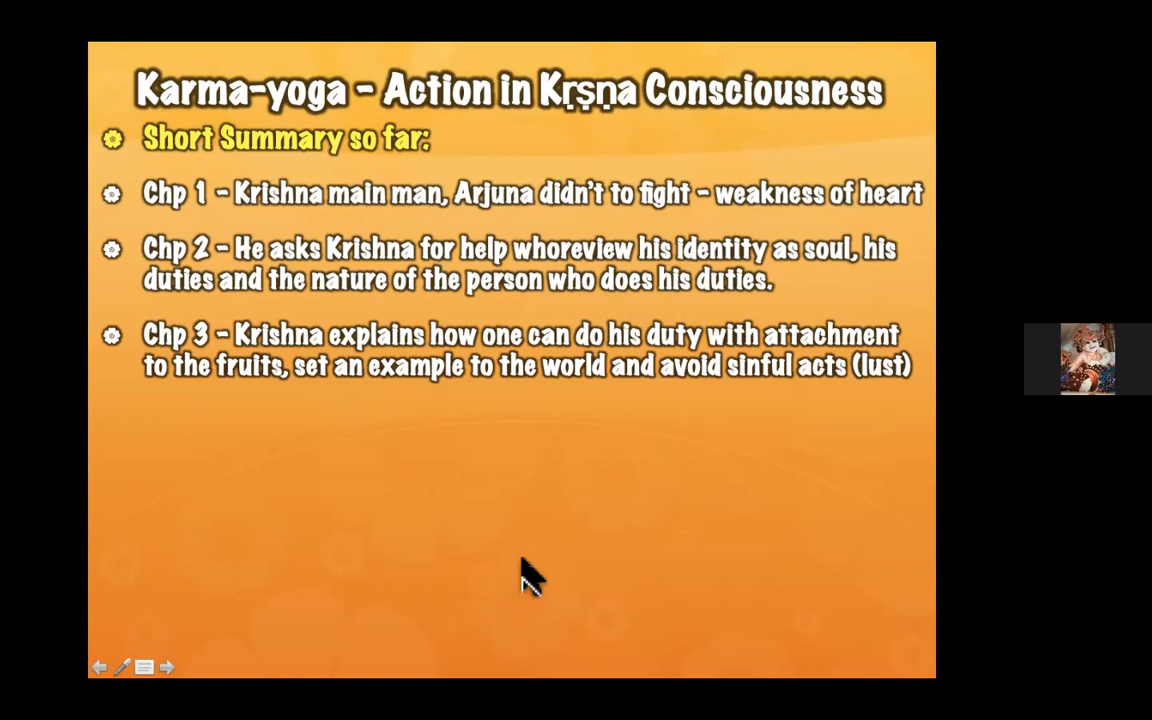 Karma-yoga - Action in Kṛṣṇa Consciousness
Short Summary so far:
Chp 1 - Krishna main man, Arjuna didn't to fight - weakness of heart
Chp 2 - He asks Krishna for help whoreview his identity as soul, his
duties and the nature of the person who does his duties.
Chp 3 - Krishna explains how one can do his duty with attachment
to the fruits, set an example to the world and avoid sinful acts (lust)